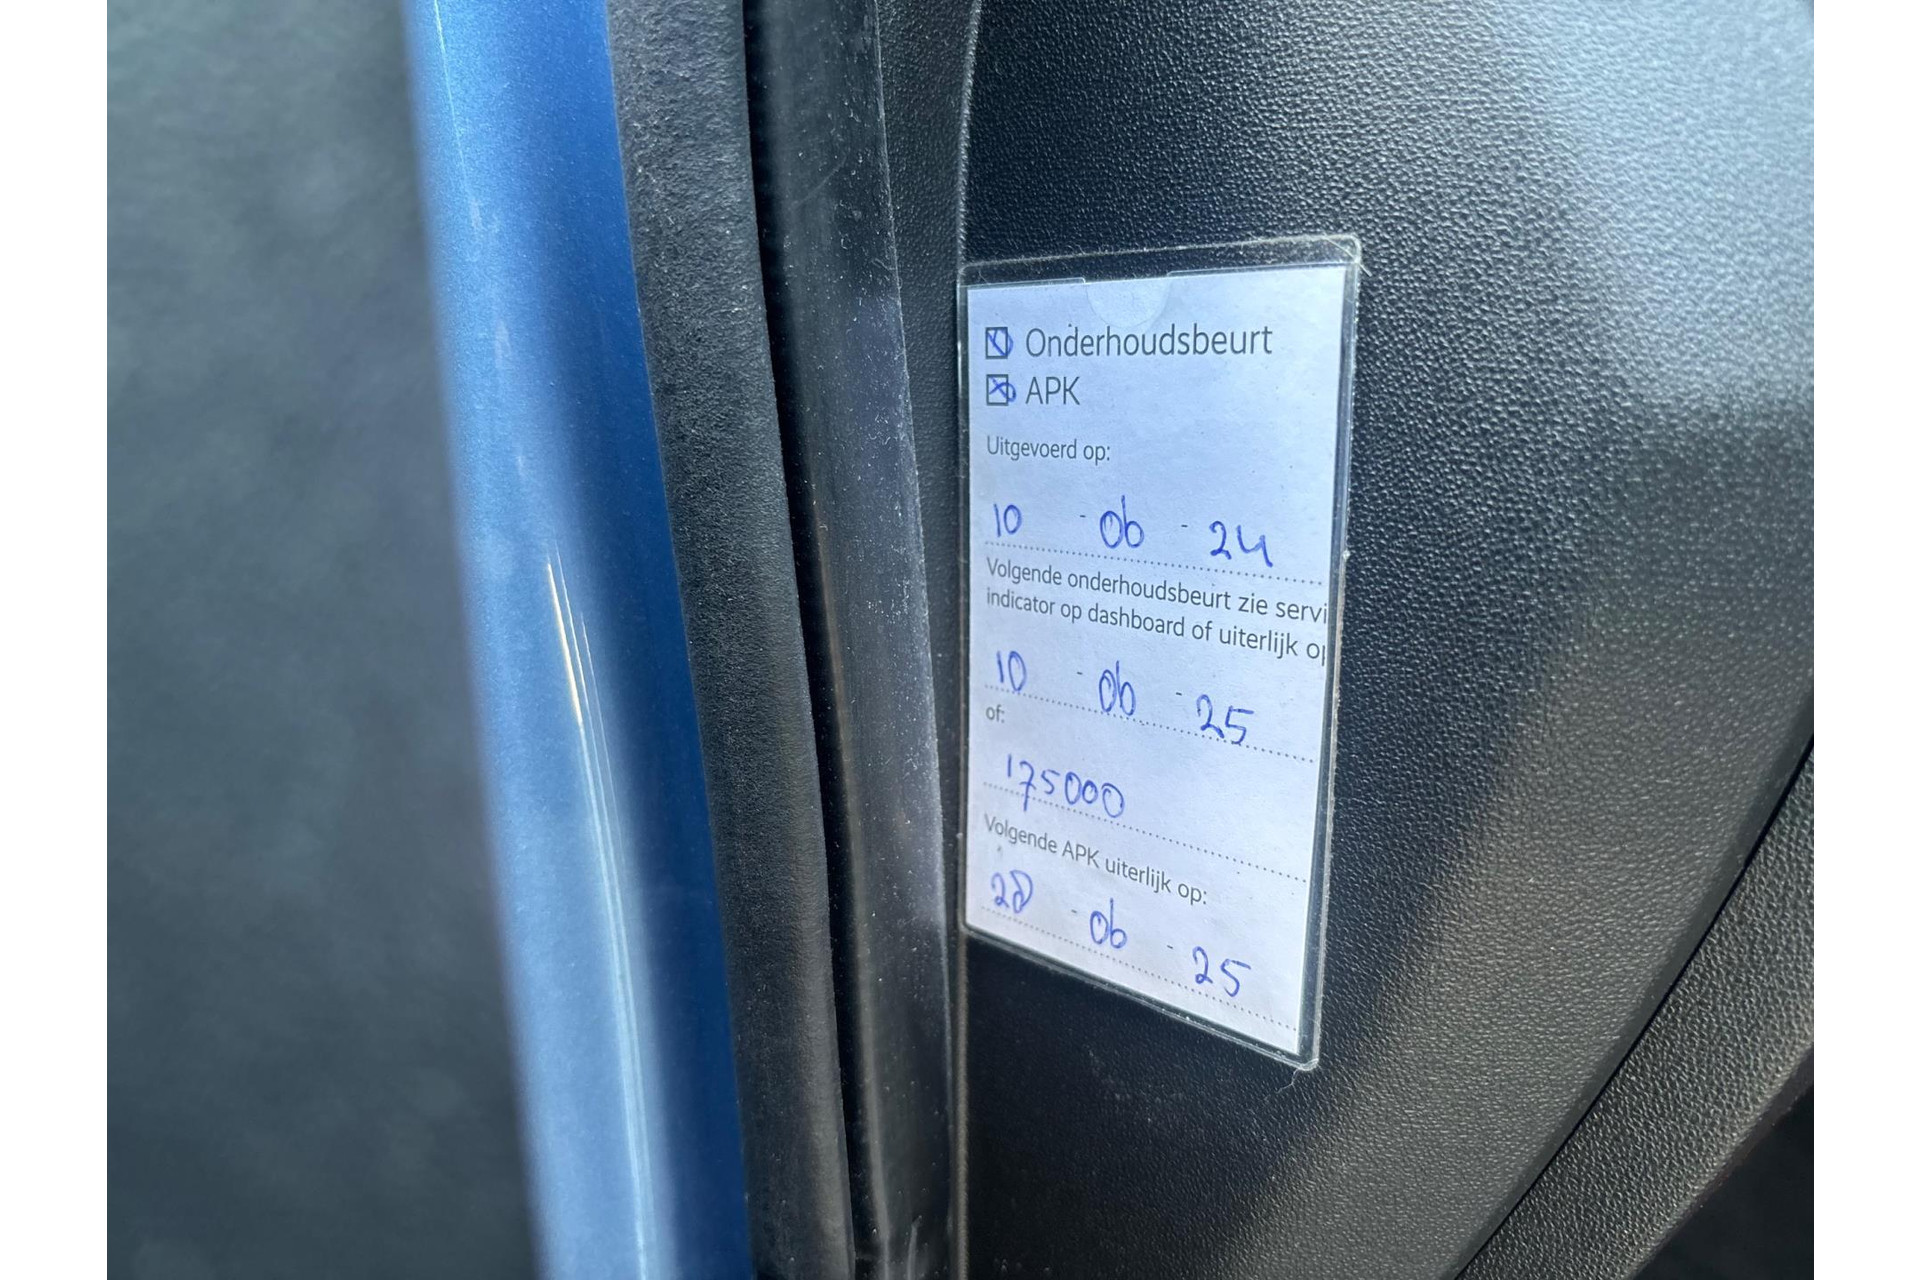 Onderhoudsbeurt
APK
Uitgevoerd op:
10 - 06 - 24
Volgende onderhoudsbeurt zie servi
indicator op dashboard of uiterlijk op
10 - 06 - 25
of:
175000
Volgende APK uiterlijk op:
28 - 06 - 25